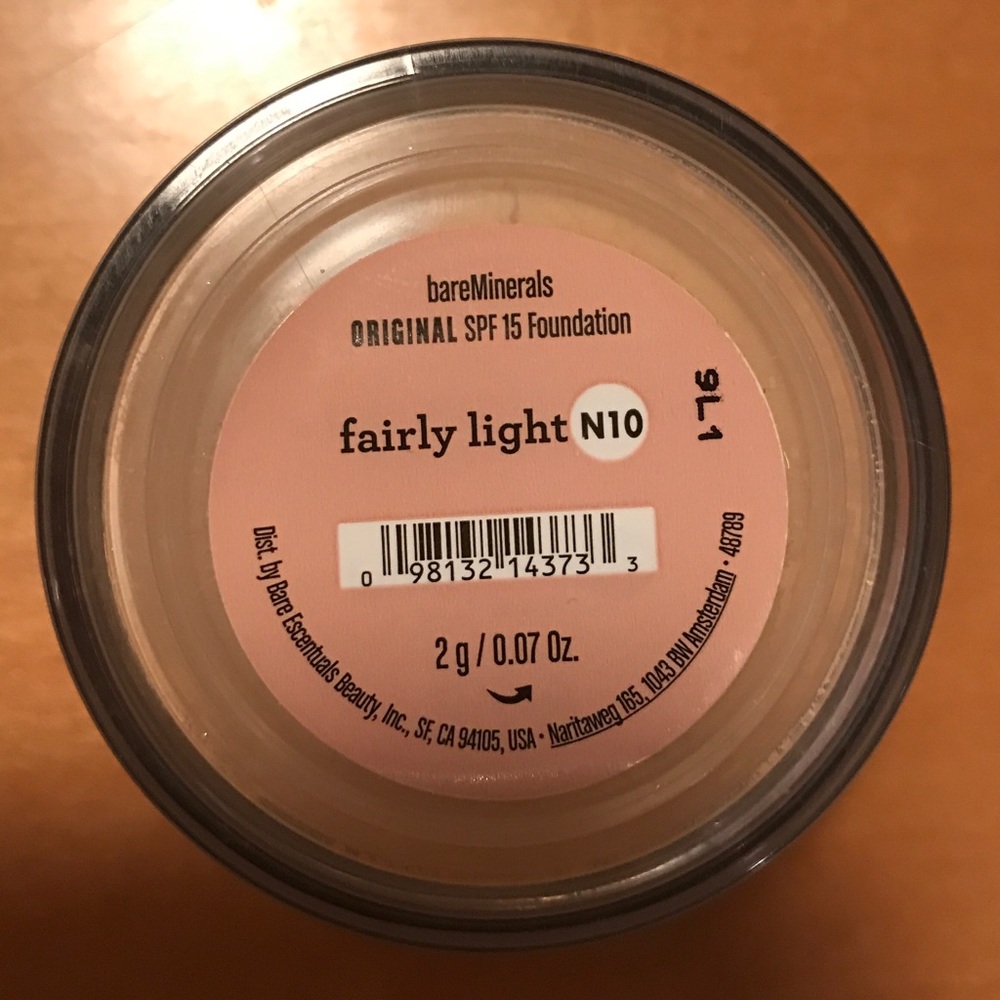 bareMinerals
ORIGINAL SPF 15 Foundation
fairly light N10
9L1
0 98132 14373 3
2 g / 0.07 Oz.
Dist. by Bare Escentuals Beauty, Inc., SF, CA 94105, USA • Naritaweg 165, 1043 BW Amsterdam • 48789